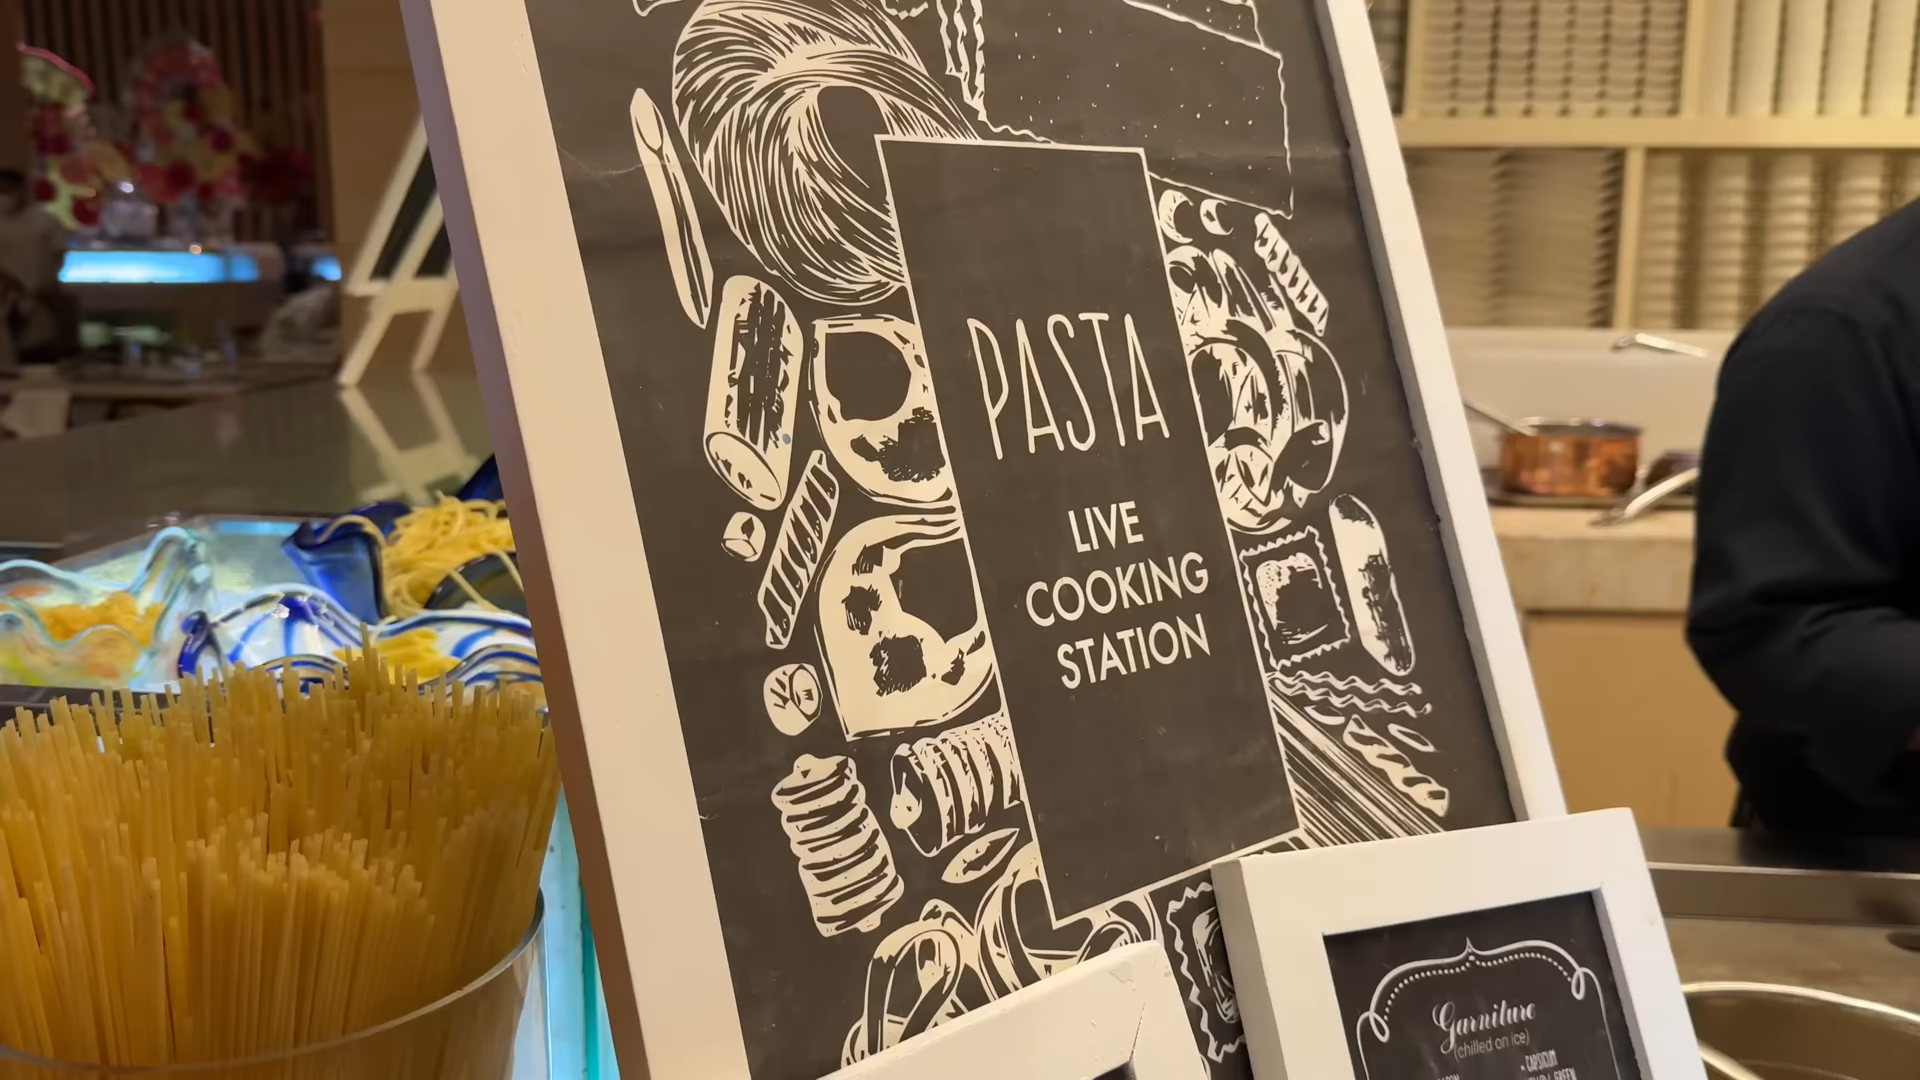 PASTA
LIVE
COOKING
STATION
Garniture
(chilled on ice)
• CAPSICUM